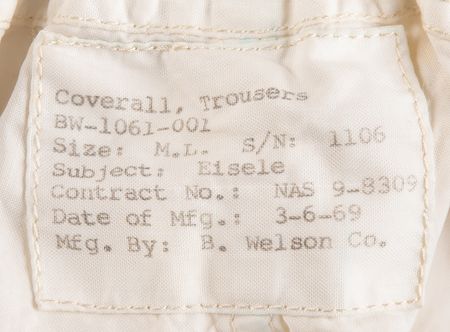 Coverall, Trousers
BW-1061-001
Size: M.L. S/N: 1106
Subject: Eisele
Contract No.: NAS 9-8309
Date of Mfg.: 3-6-69
Mfg. By: B. Welson Co.